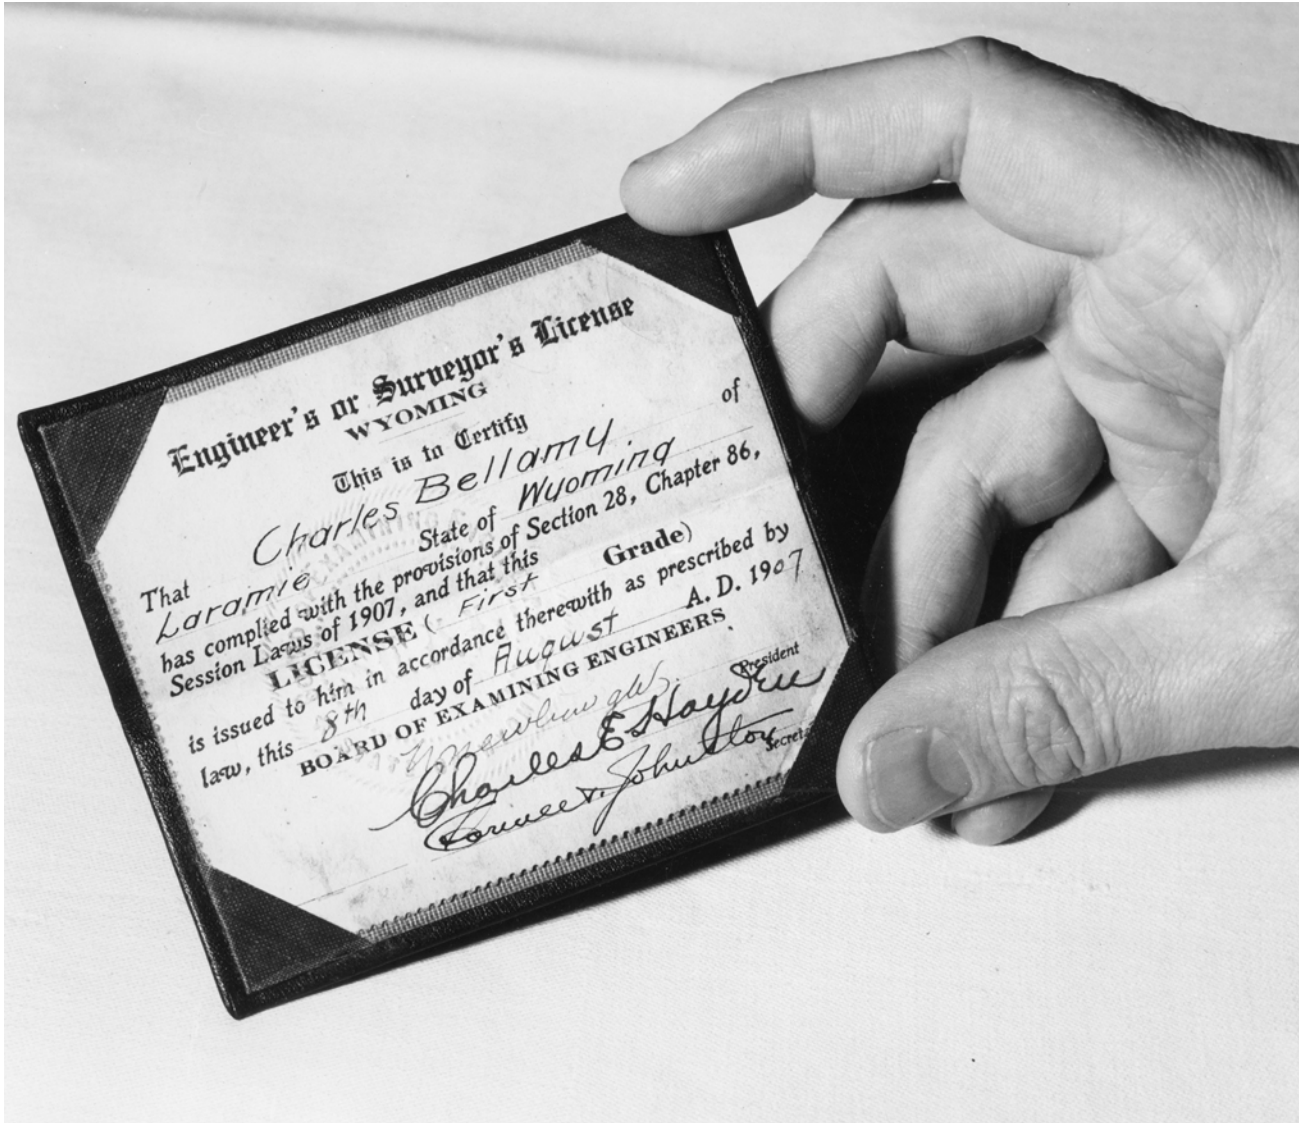 Engineer's or Surveyor's License
WYOMING
This is to Certify
That Charles Bellamy of
Laramie State of Wyoming
has complied with the provisions of Section 28, Chapter 86,
Session Laws of 1907, and that this
LICENSE ( First Grade)
is issued to him in accordance therewith as prescribed by
law, this 8th day of August A. D. 1907
BOARD OF EXAMINING ENGINEERS.
President
Charles E Hayden
Johnston